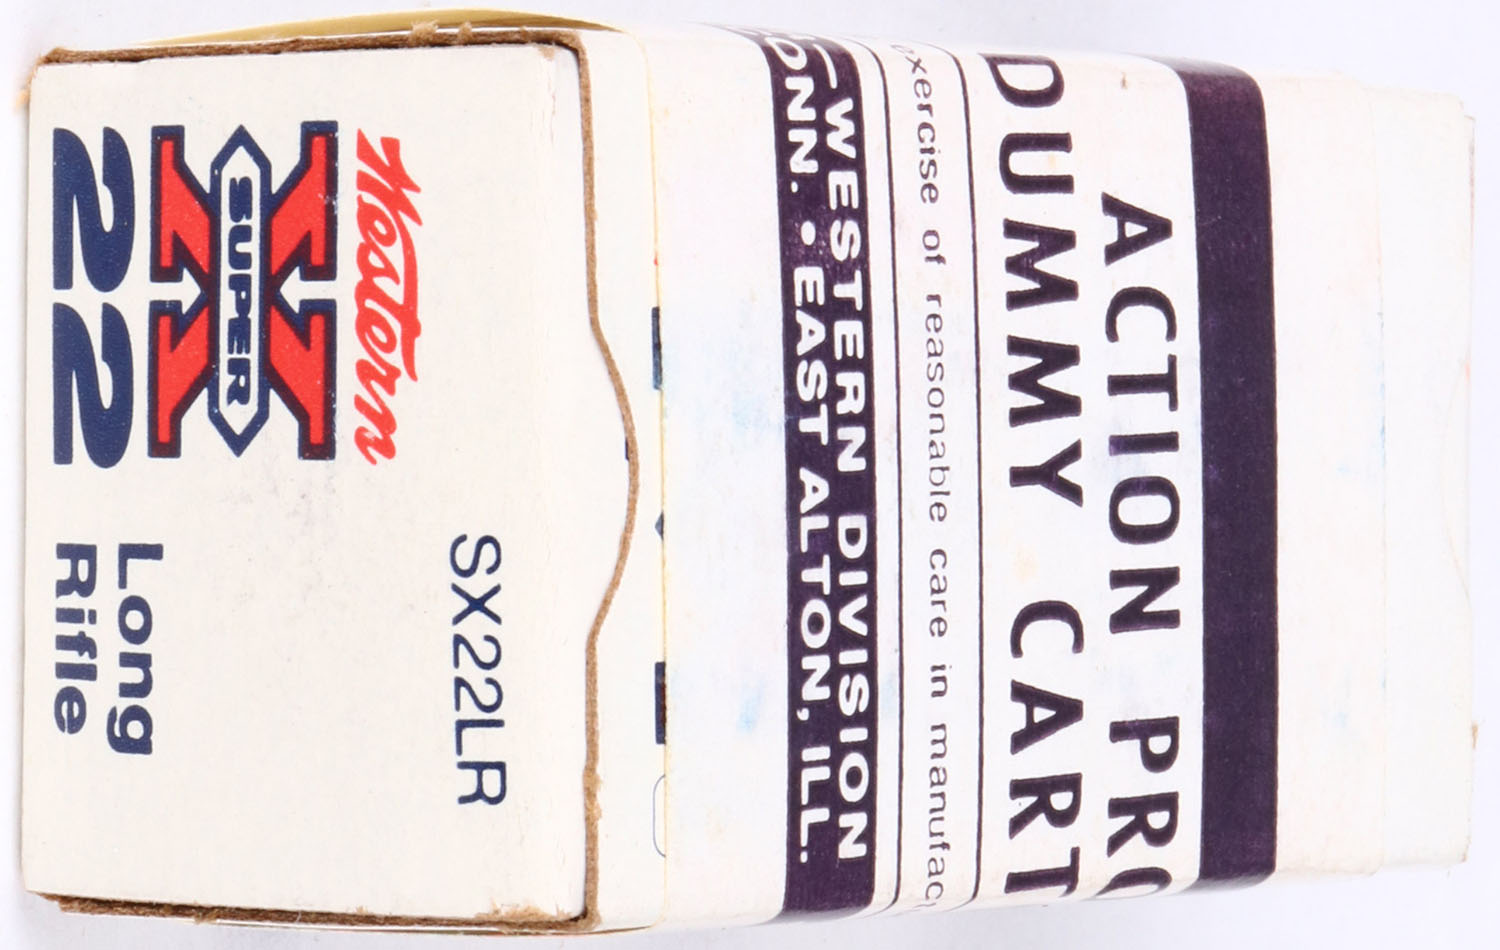 ACTION PRO
DUMMY CART
exercise of reasonable care in manufac
—WESTERN DIVISION
ONN. • EAST ALTON, ILL.
SX22LR
Western
SUPER X
22 Long
Rifle